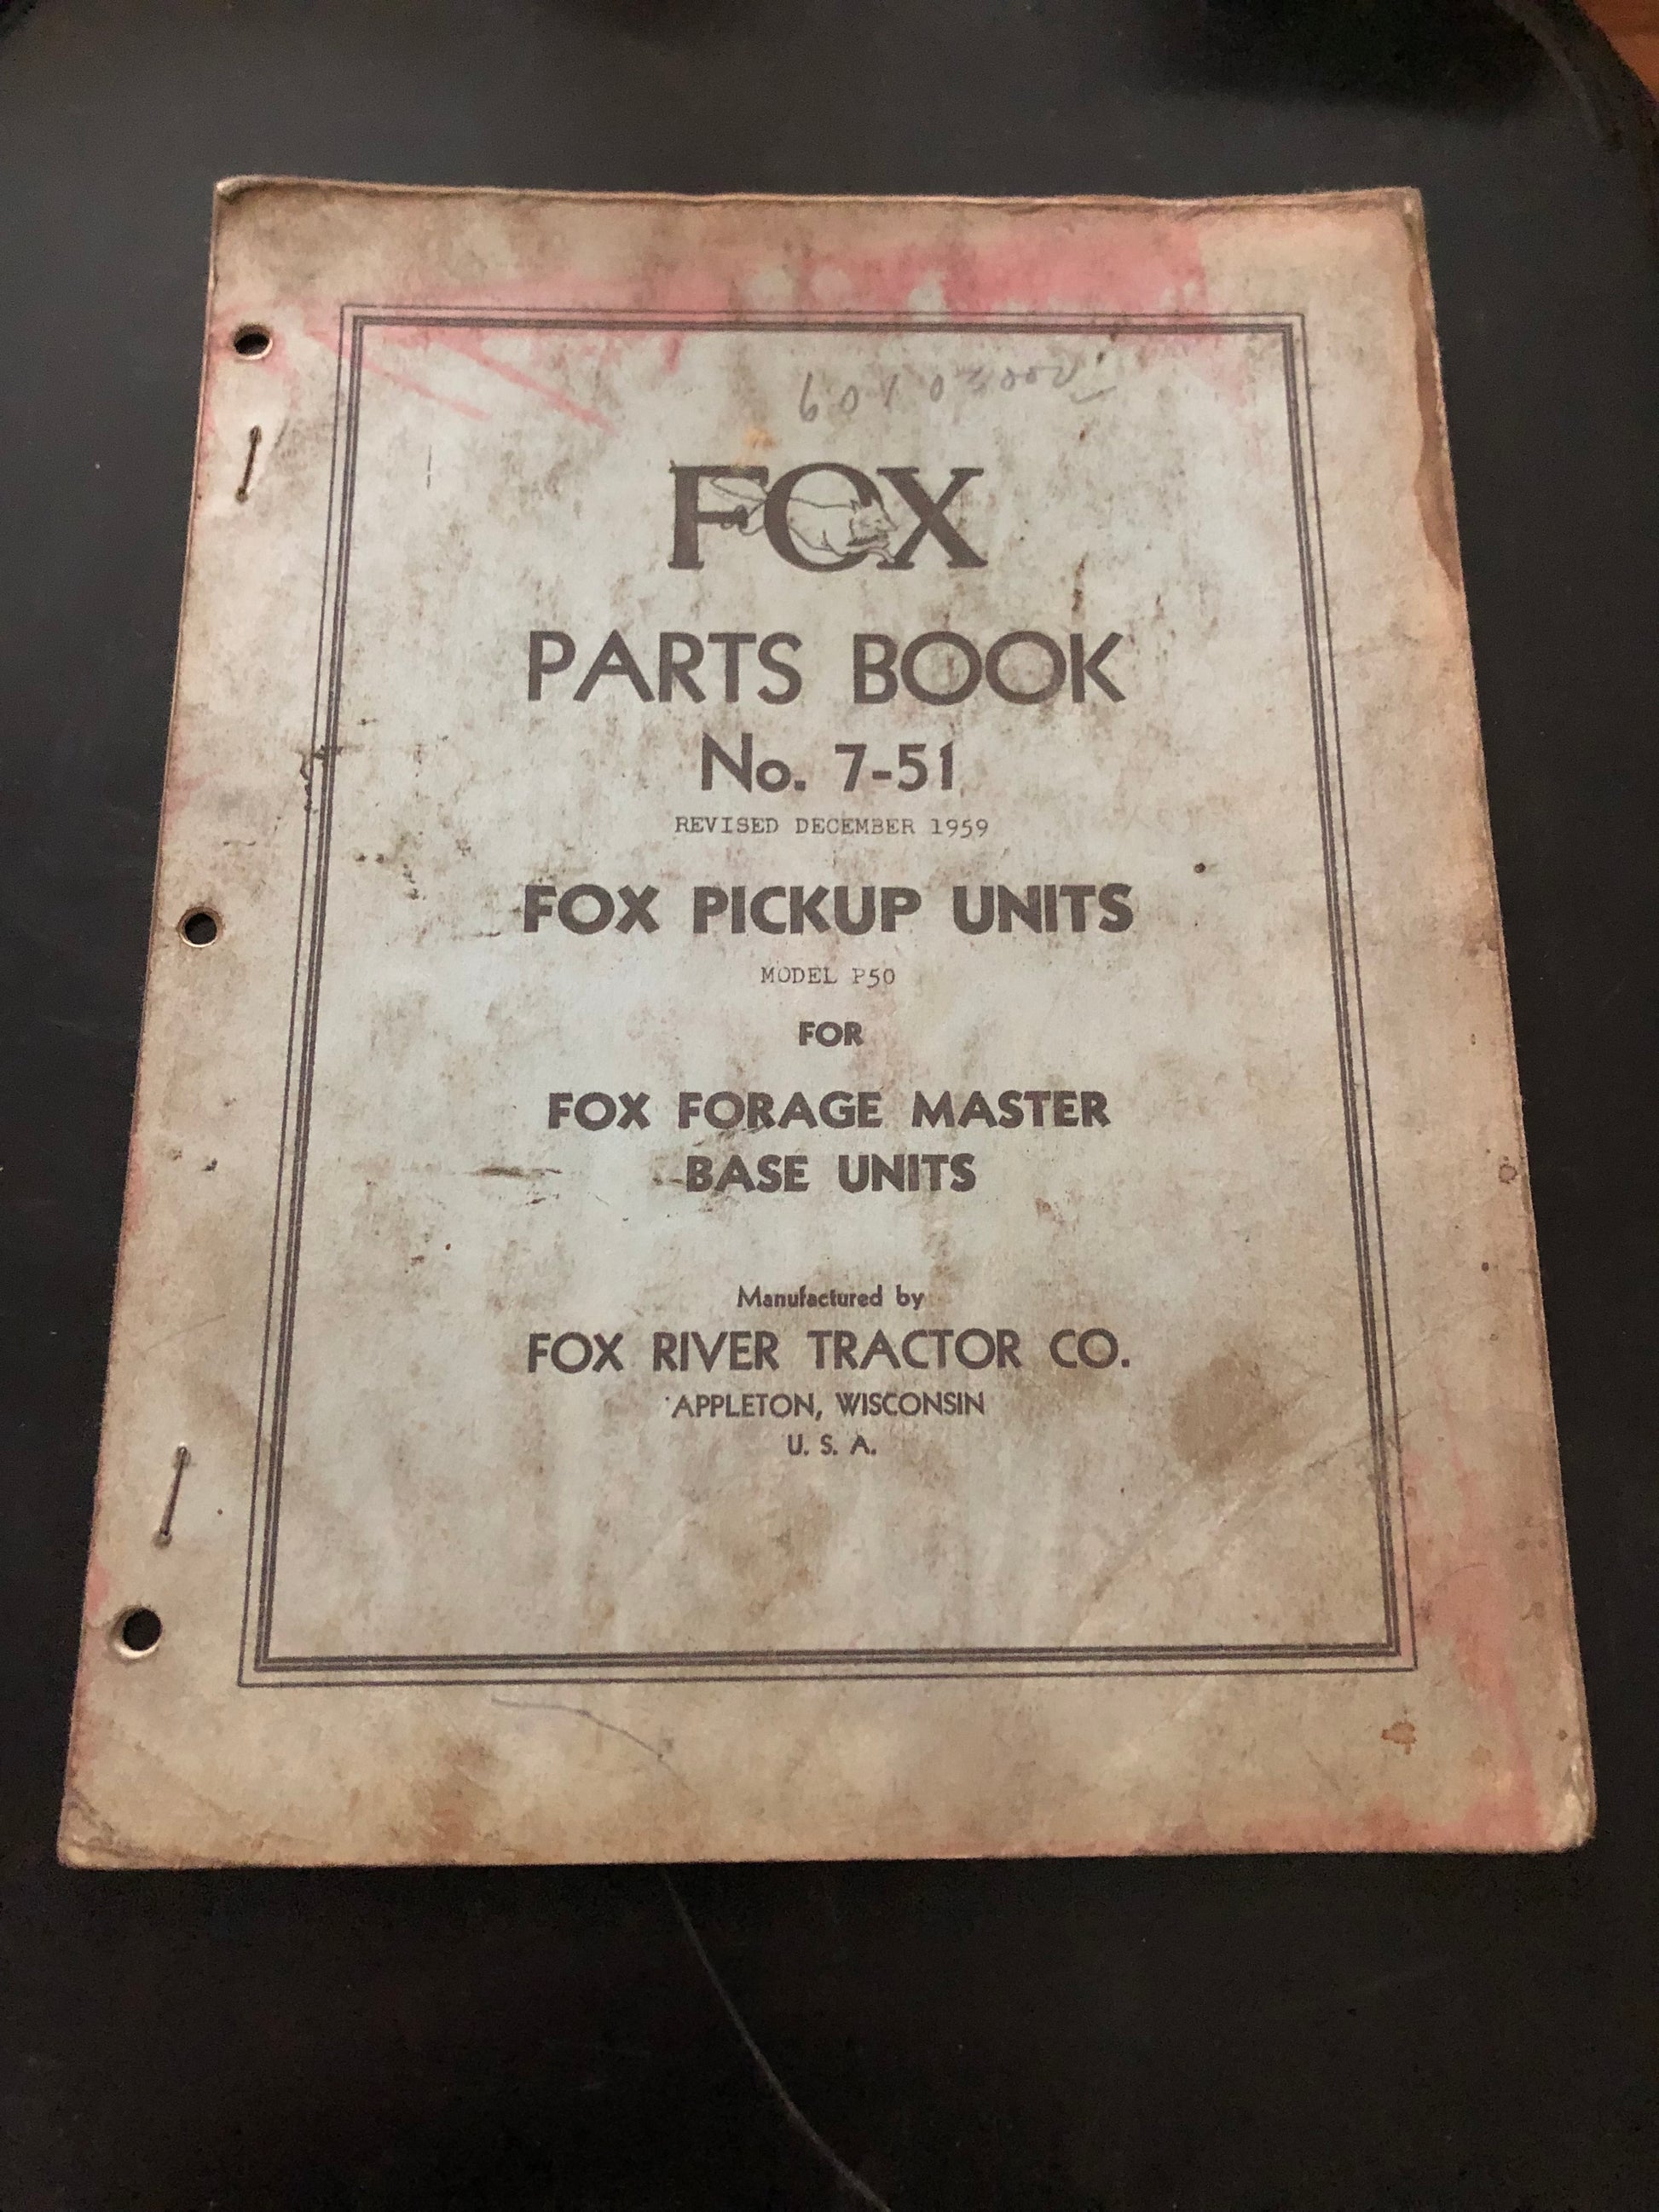 FOX
PARTS BOOK
No. 7-51
REVISED DECEMBER 1959
FOX PICKUP UNITS
MODEL P50
FOR
FOX FORAGE MASTER
BASE UNITS
Manufactured by
FOX RIVER TRACTOR CO.
APPLETON, WISCONSIN
U. S. A.